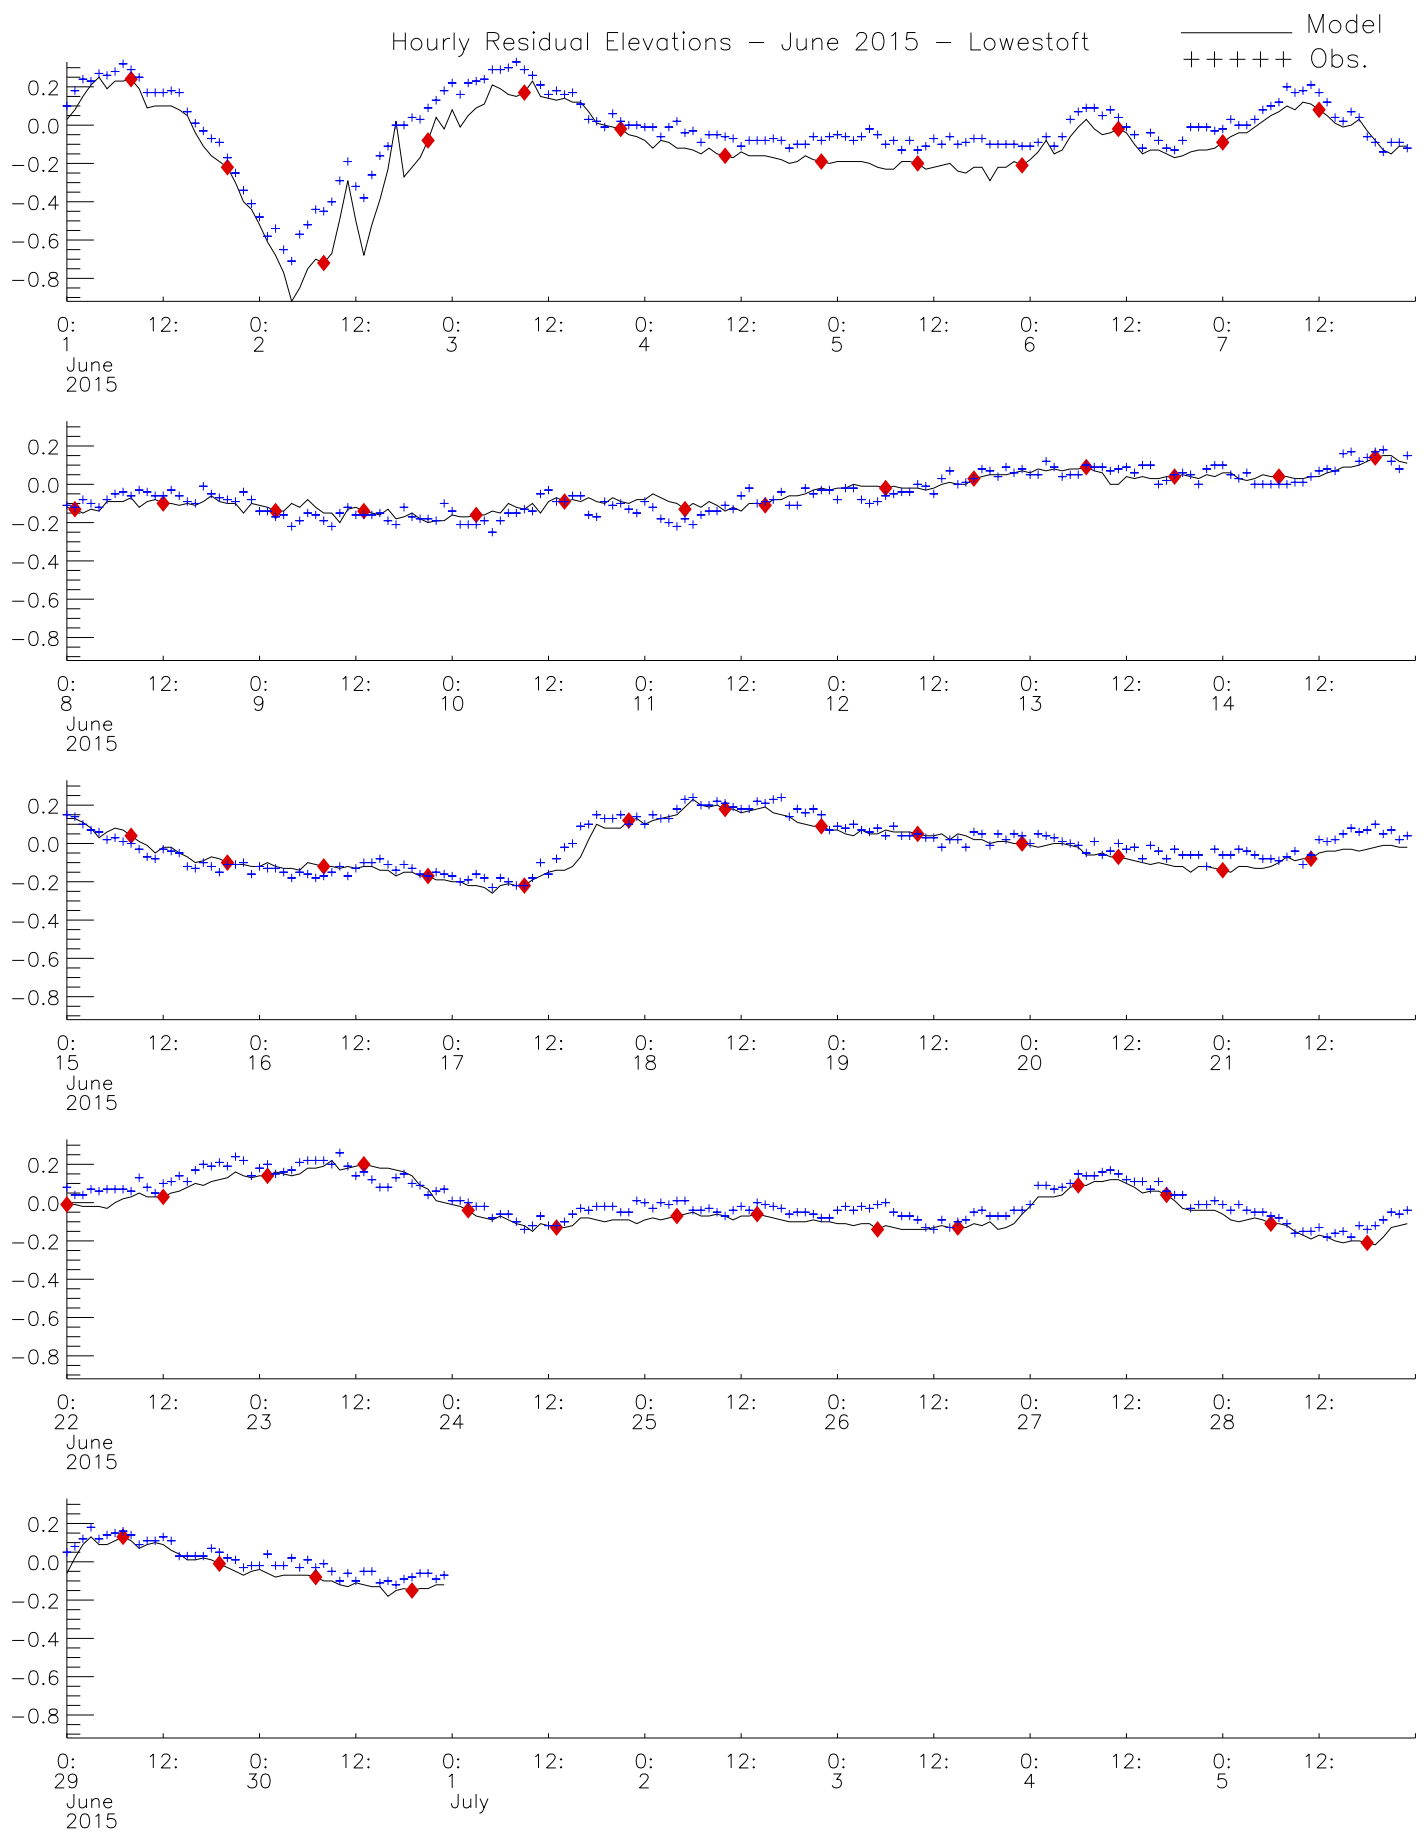 Hourly Residual Elevations − June 2015 − Lowestoft
Model
+++++ Obs.
0.2
0.0
−0.2
−0.4
−0.6
−0.8
0: 12: 0: 12: 0: 12: 0: 12: 0: 12: 0: 12: 0: 12:
1 2 3 4 5 6 7
June
2015
0.2
0.0
−0.2
−0.4
−0.6
−0.8
0: 12: 0: 12: 0: 12: 0: 12: 0: 12: 0: 12: 0: 12:
8 9 10 11 12 13 14
June
2015
0.2
0.0
−0.2
−0.4
−0.6
−0.8
0: 12: 0: 12: 0: 12: 0: 12: 0: 12: 0: 12: 0: 12:
15 16 17 18 19 20 21
June
2015
0.2
0.0
−0.2
−0.4
−0.6
−0.8
0: 12: 0: 12: 0: 12: 0: 12: 0: 12: 0: 12: 0: 12:
22 23 24 25 26 27 28
June
2015
0.2
0.0
−0.2
−0.4
−0.6
−0.8
0: 12: 0: 12: 0: 12: 0: 12: 0: 12: 0: 12: 0: 12:
29 30 1 2 3 4 5
June July
2015